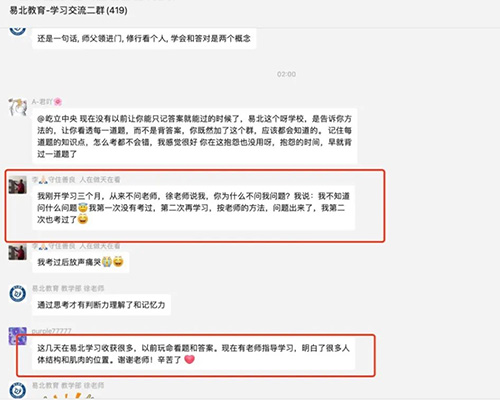 易北教育-学习交流二群(419)
还是一句话, 师父领进门, 修行看个人, 学会和答对是两个概念
02:00
A-君吖🌸
@屹立中央 现在没有以前让你能只记答案就能过的时候了，易北这个呀学校，是告诉你方
法的，让你看透每一道题，而不是背答案，你既然加了这个群，应该都会知道的。 记住每
道题的知识点，怎么考都不会错，我感觉很好 你在这抱怨也没用呀，抱怨的时间，早就背
过一道题了
守住善良 人在做天在看
我刚开学习三个月，从来不问老师，徐老师说我，你为什么不问我问题？我说：我不知道
问什么问题😇我第一次没有考过，第二次再学习，按老师的方法，问题出来了，我第二
次也考过了😄
守住善良 人在做天在看
我考过后放声痛哭😭😄
易北教育 教学部 徐老师
通过思考才有判断力理解了和记忆力
purple77777
这几天在易北学习收获很多，以前玩命看题和答案。现在有老师指导学习，明白了很多人
体结构和肌肉的位置。谢谢老师！辛苦了 ❤
易北教育 教学部 徐老师